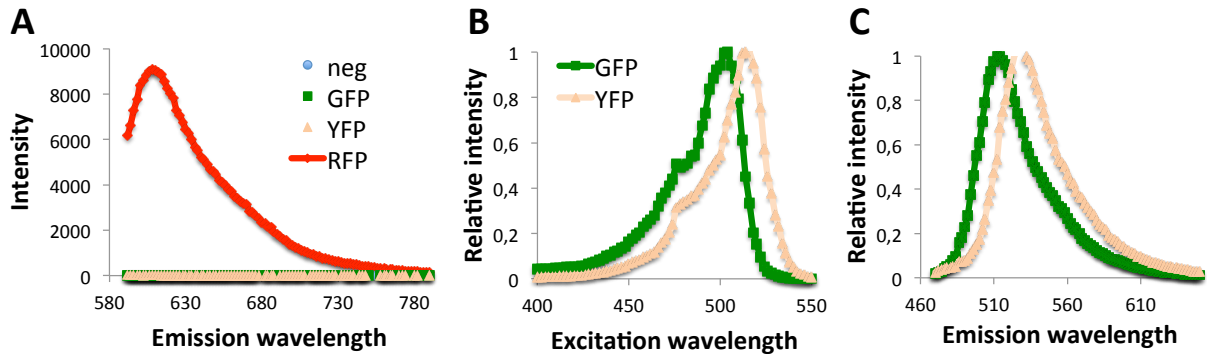 A
Intensity
10000
8000
6000
4000
2000
0
neg
GFP
YFP
RFP
580
630
680
730
780
Emission wavelength
B
Relative intensity
1
0,8
0,6
0,4
0,2
0
GFP
YFP
400
450
500
550
Excitation wavelength
C
Relative intensity
1
0,8
0,6
0,4
0,2
0
460
510
560
610
Emission wavelength